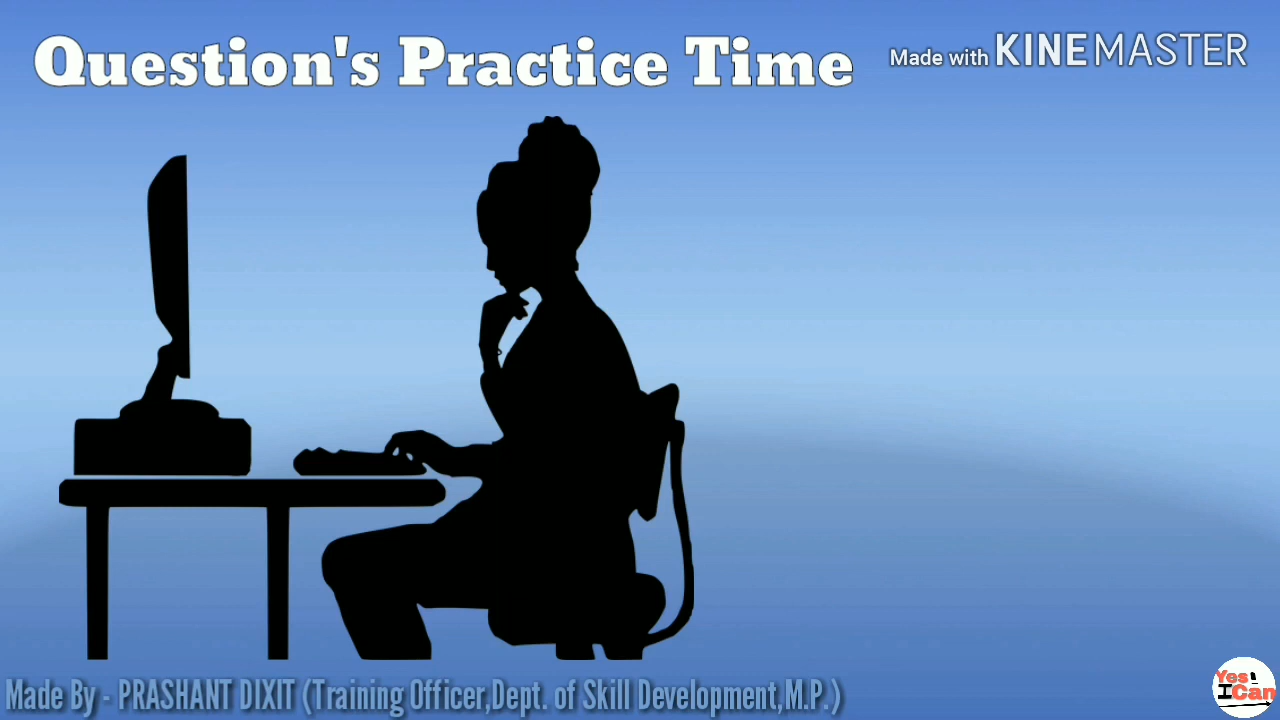 Question's Practice Time
Made with KINEMASTER
Made By - PRASHANT DIXIT (Training Officer,Dept. of Skill Development,M.P.)
Yes!
I Can